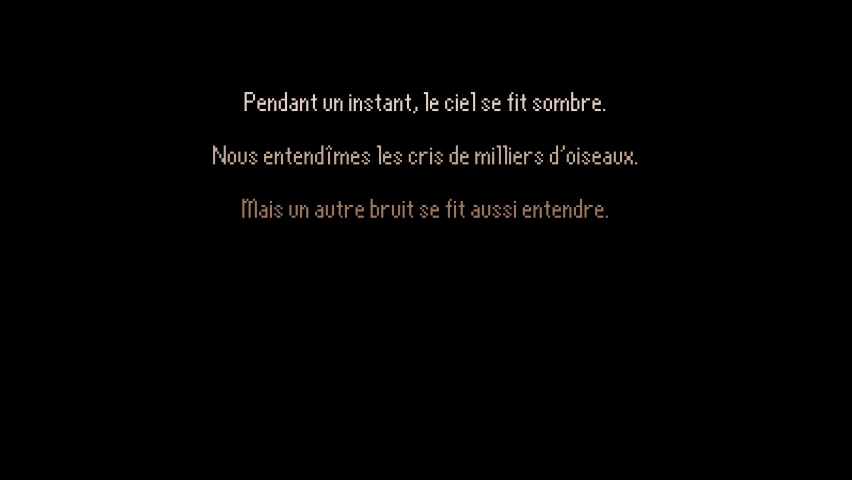 Pendant un instant, le ciel se fit sombre.
Nous entendîmes les cris de milliers d'oiseaux.
Mais un autre bruit se fit aussi entendre.